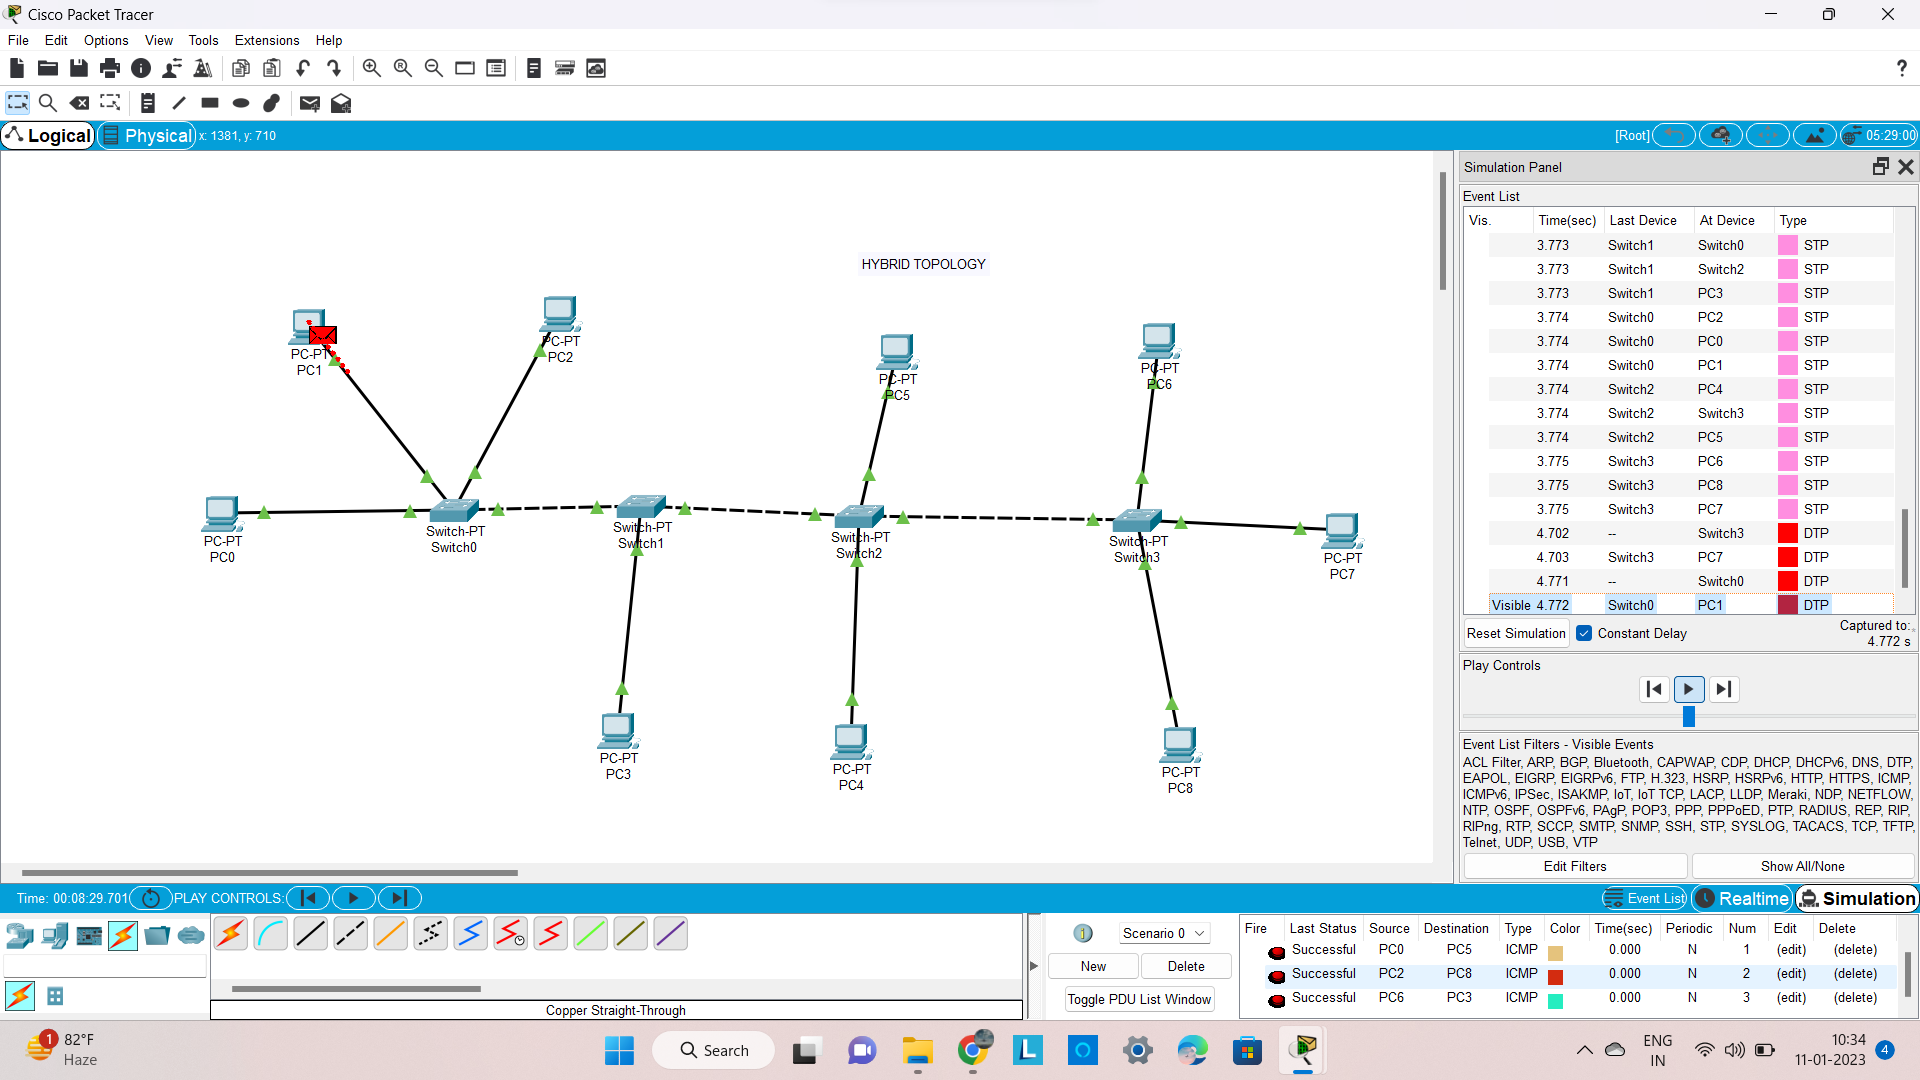 Cisco Packet Tracer
File Edit Options View Tools Extensions Help
?
Logical Physical x: 1381, y: 710 [Root] 05:29:00
HYBRID TOPOLOGY
PC-PT
PC1
PC-PT
PC2
PC-PT
PC5
PC-PT
PC6
PC-PT
PC0
Switch-PT
Switch0
Switch-PT
Switch1
Switch-PT
Switch2
Switch-PT
Switch3
PC-PT
PC7
PC-PT
PC3
PC-PT
PC4
PC-PT
PC8
Simulation Panel
Event List
Vis. Time(sec) Last Device At Device Type
3.773 Switch1 Switch0 STP
3.773 Switch1 Switch2 STP
3.773 Switch1 PC3 STP
3.774 Switch0 PC2 STP
3.774 Switch0 PC0 STP
3.774 Switch0 PC1 STP
3.774 Switch2 PC4 STP
3.774 Switch2 Switch3 STP
3.774 Switch2 PC5 STP
3.775 Switch3 PC6 STP
3.775 Switch3 PC8 STP
3.775 Switch3 PC7 STP
4.702 -- Switch3 DTP
4.703 Switch3 PC7 DTP
4.771 -- Switch0 DTP
Visible 4.772 Switch0 PC1 DTP
Reset Simulation Constant Delay Captured to:
4.772 s
Play Controls
Event List Filters - Visible Events
ACL Filter, ARP, BGP, Bluetooth, CAPWAP, CDP, DHCP, DHCPv6, DNS, DTP,
EAPOL, EIGRP, EIGRPv6, FTP, H.323, HSRP, HSRPv6, HTTP, HTTPS, ICMP,
ICMPv6, IPSec, ISAKMP, IoT, IoT TCP, LACP, LLDP, Meraki, NDP, NETFLOW,
NTP, OSPF, OSPFv6, PAgP, POP3, PPP, PPPoED, PTP, RADIUS, REP, RIP,
RIPng, RTP, SCCP, SMTP, SNMP, SSH, STP, SYSLOG, TACACS, TCP, TFTP,
Telnet, UDP, USB, VTP
Edit Filters Show All/None
Time: 00:08:29.701 PLAY CONTROLS: Event List Realtime Simulation
Copper Straight-Through
1 Scenario 0
New Delete
Toggle PDU List Window
Fire Last Status Source Destination Type Color Time(sec) Periodic Num Edit Delete
Successful PC0 PC5 ICMP 0.000 N 1 (edit) (delete)
Successful PC2 PC8 ICMP 0.000 N 2 (edit) (delete)
Successful PC6 PC3 ICMP 0.000 N 3 (edit) (delete)
1 82°F
Haze
Search
L
ENG
IN
10:34
11-01-2023
4